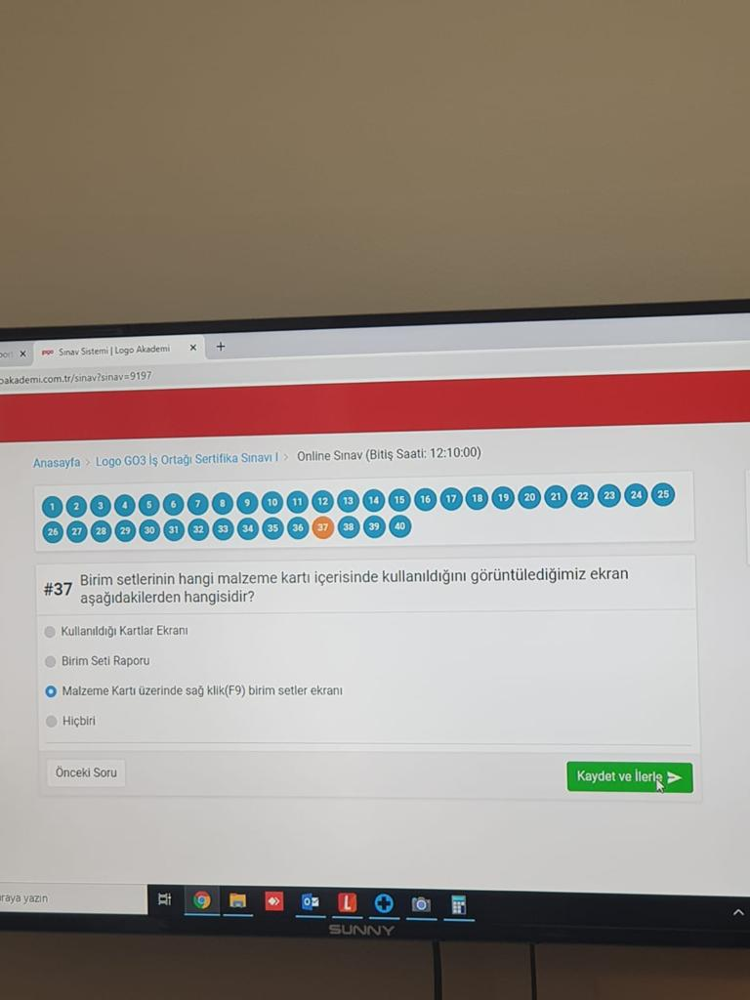 Sınav Sistemi | Logo Akademi
oakademi.com.tr/sinav?sinav=9197
Anasayfa > Logo GO3 İş Ortağı Sertifika Sınavı I > Online Sınav (Bitiş Saati: 12:10:00)
1 2 3 4 5 6 7 8 9 10 11 12 13 14 15 16 17 18 19 20 21 22 23 24 25
26 27 28 29 30 31 32 33 34 35 36 37 38 39 40
#37 Birim setlerinin hangi malzeme kartı içerisinde kullanıldığını görüntülediğimiz ekran
aşağıdakilerden hangisidir?
Kullanıldığı Kartlar Ekranı
Birim Seti Raporu
Malzeme Kartı üzerinde sağ klik(F9) birim setler ekranı
Hiçbiri
Önceki Soru
Kaydet ve İlerle
uraya yazın
SUNNY